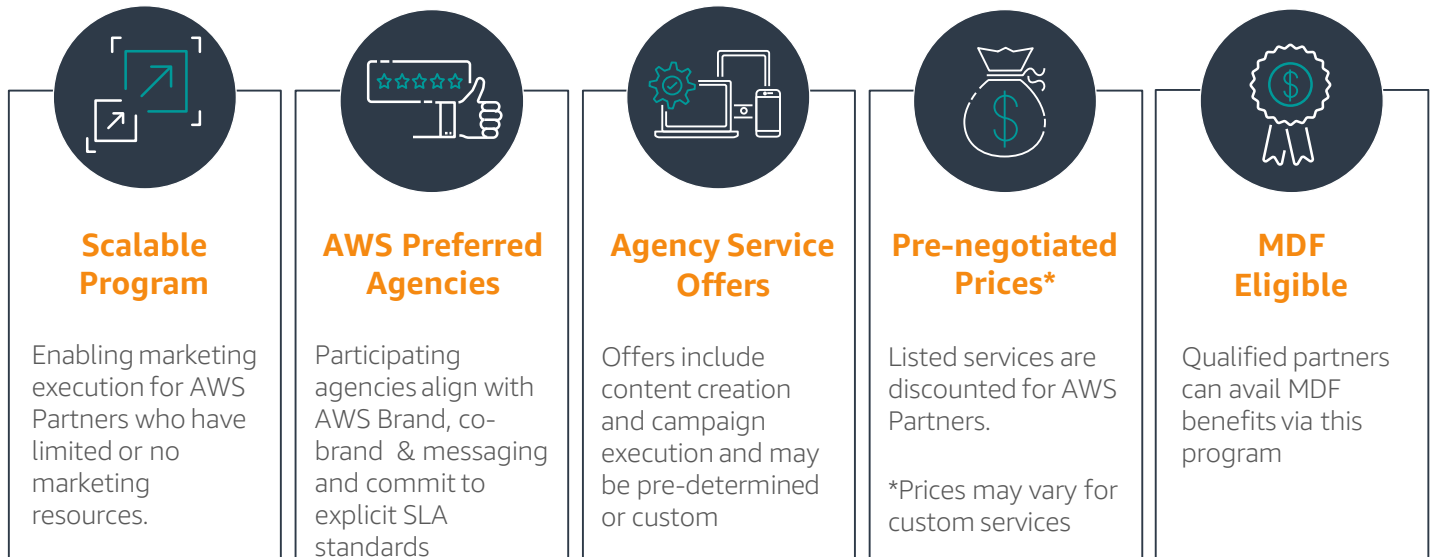 Scalable
Program
Enabling marketing
execution for AWS
Partners who have
limited or no
marketing
resources.
AWS Preferred
Agencies
Participating
agencies align with
AWS Brand, co-
brand & messaging
and commit to
explicit SLA
standards
Agency Service
Offers
Offers include
content creation
and campaign
execution and may
be pre-determined
or custom
Pre-negotiated
Prices*
Listed services are
discounted for AWS
Partners.
*Prices may vary for
custom services
MDF
Eligible
Qualified partners
can avail MDF
benefits via this
program